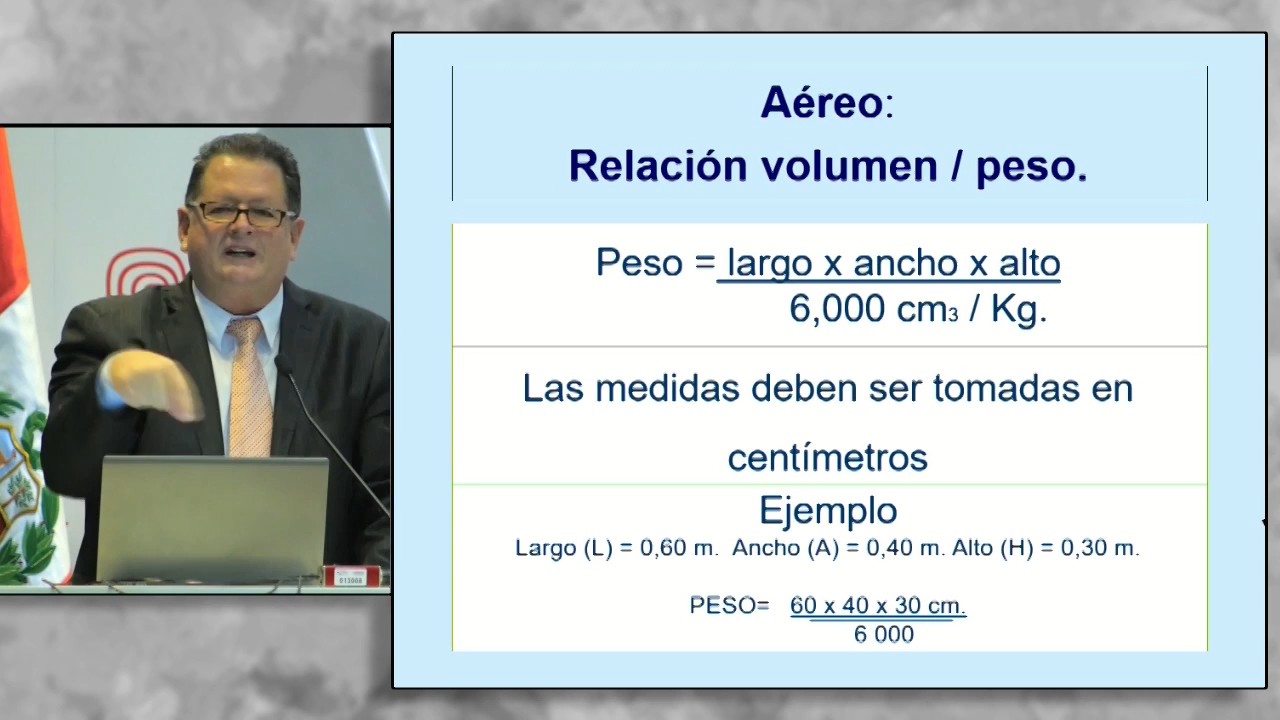 Aéreo:
Relación volumen / peso.
Peso = largo x ancho x alto
6,000 cm3 / Kg.
Las medidas deben ser tomadas en
centímetros
Ejemplo
Largo (L) = 0,60 m. Ancho (A) = 0,40 m. Alto (H) = 0,30 m.
PESO= 60 x 40 x 30 cm.
6 000